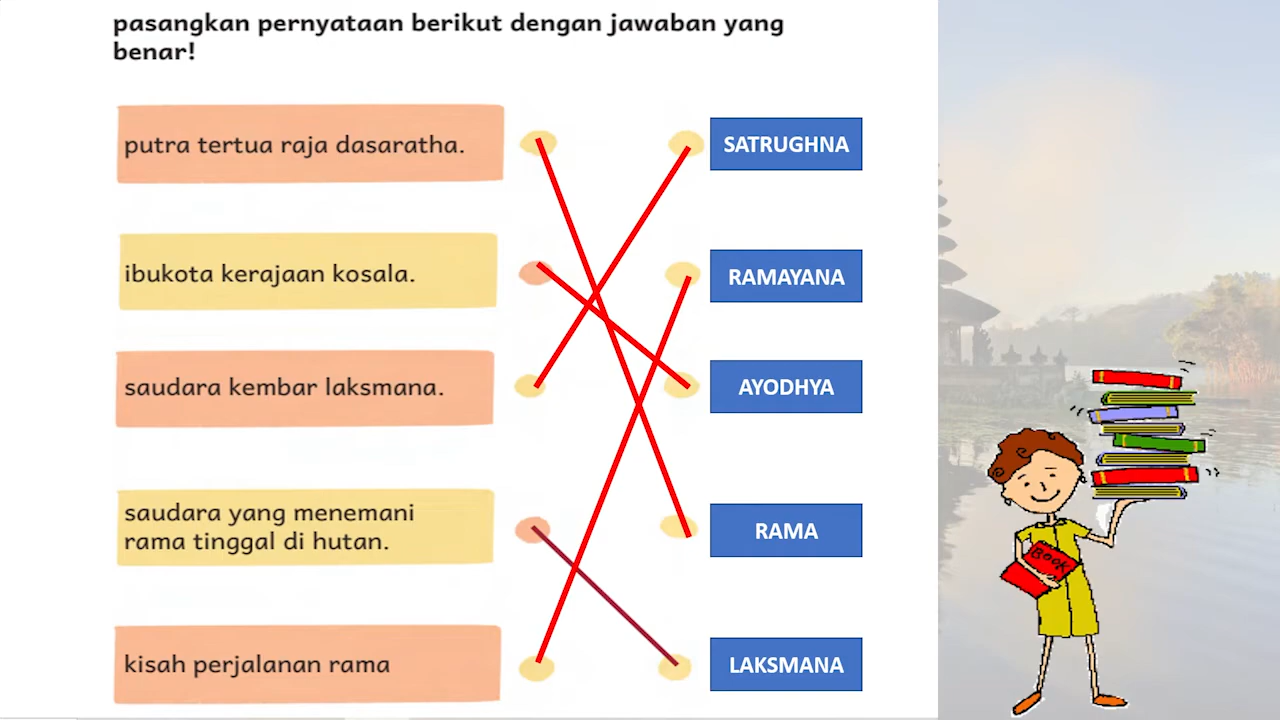 pasangkan pernyataan berikut dengan jawaban yang
benar!
putra tertua raja dasaratha.
SATRUGHNA
ibukota kerajaan kosala.
RAMAYANA
saudara kembar laksmana.
AYODHYA
saudara yang menemani
rama tinggal di hutan.
RAMA
kisah perjalanan rama
LAKSMANA
BOOK